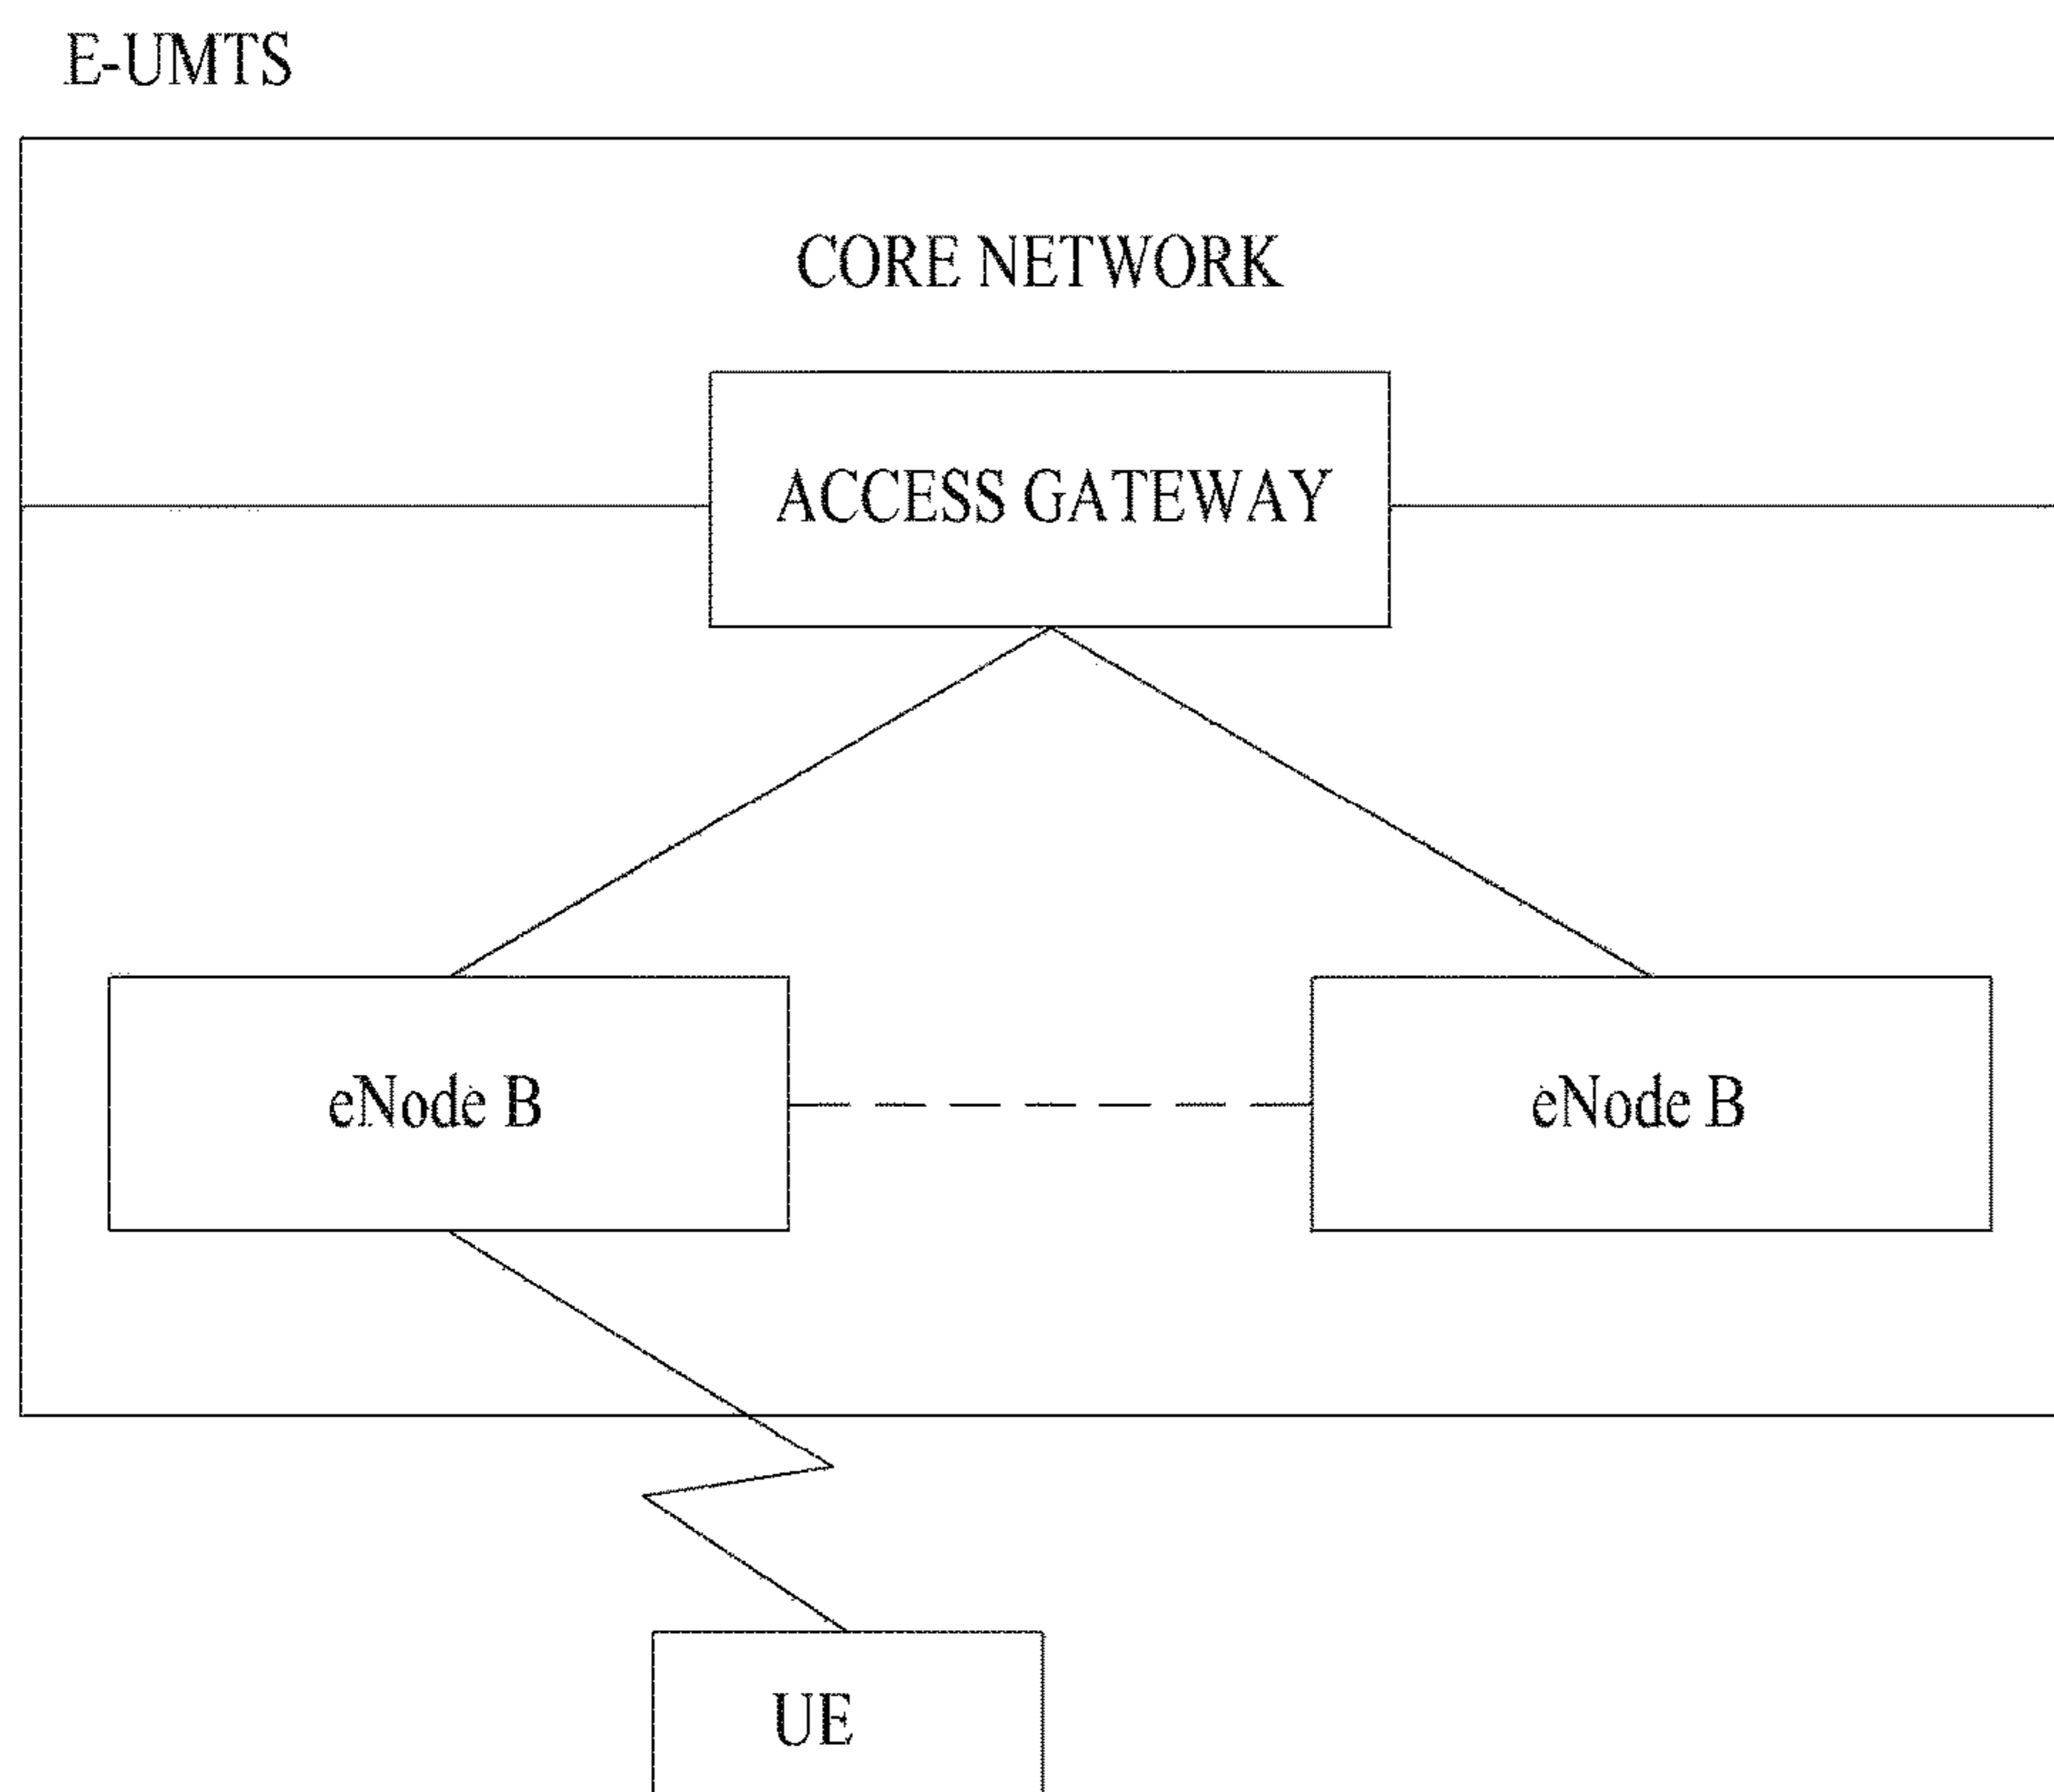 E-UMTS
CORE NETWORK
ACCESS GATEWAY
eNode B
eNode B
UE